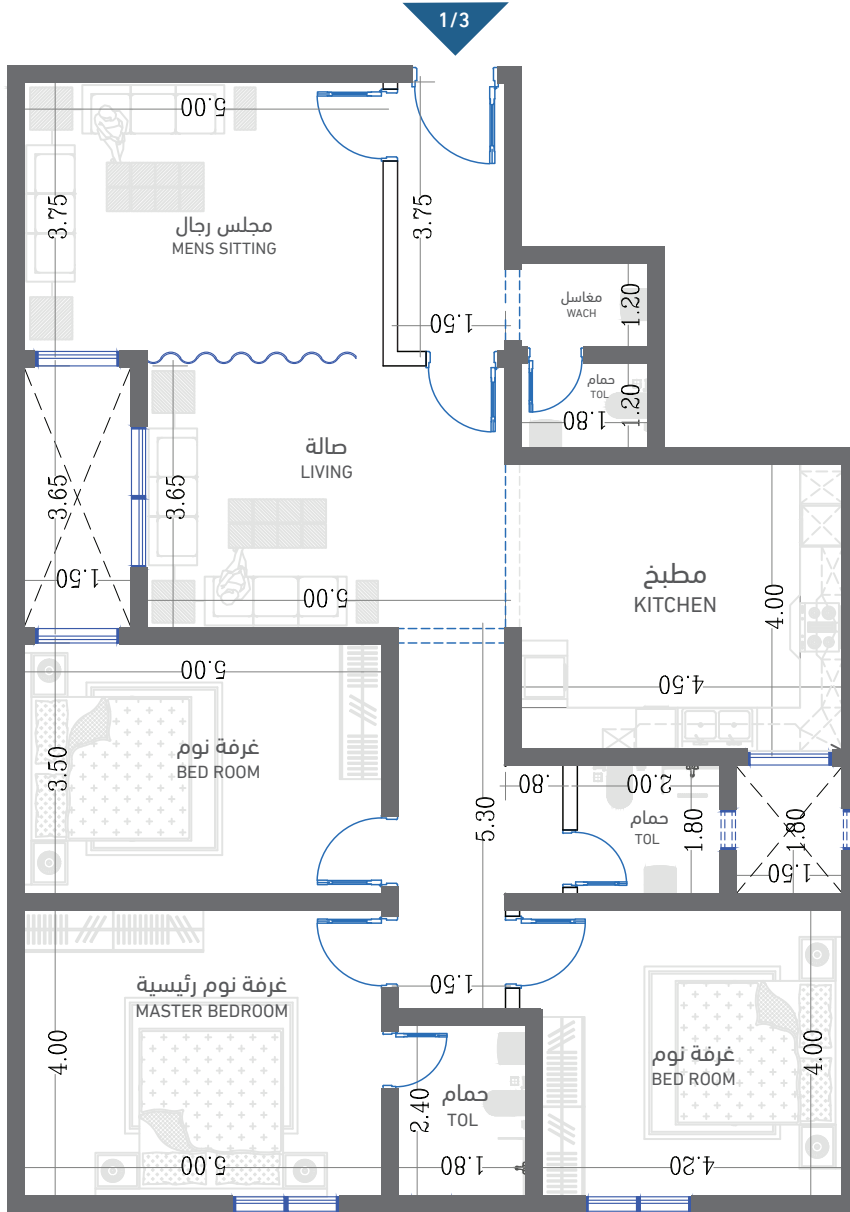 1/3
5.00
3.75
3.75
مجلس رجال
MENS SITTING
1.50
مغاسل
WACH
1.20
حمام
TOL
1.20
1.80
صالة
LIVING
3.65
3.65
1.50
5.00
مطبخ
KITCHEN
4.00
4.50
5.00
غرفة نوم
BED ROOM
3.50
5.30
.80
2.00
حمام
TOL
1.80
1.80
1.50
غرفة نوم رئيسية
MASTER BEDROOM
4.00
5.00
1.50
حمام
TOL
2.40
1.80
غرفة نوم
BED ROOM
4.00
4.20